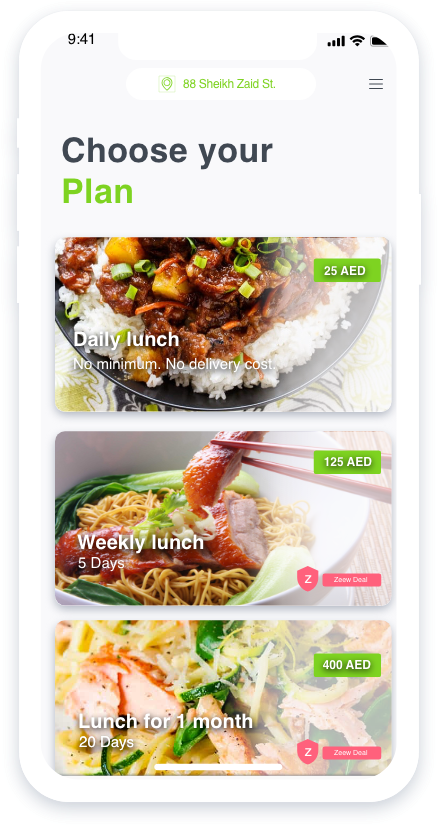 9:41
88 Sheikh Zaid St.
Choose your
Plan
25 AED
Daily lunch
No minimum. No delivery cost.
125 AED
Weekly lunch
5 Days
Z
Zeew Deal
400 AED
Lunch for 1 month
20 Days
Z
Zeew Deal